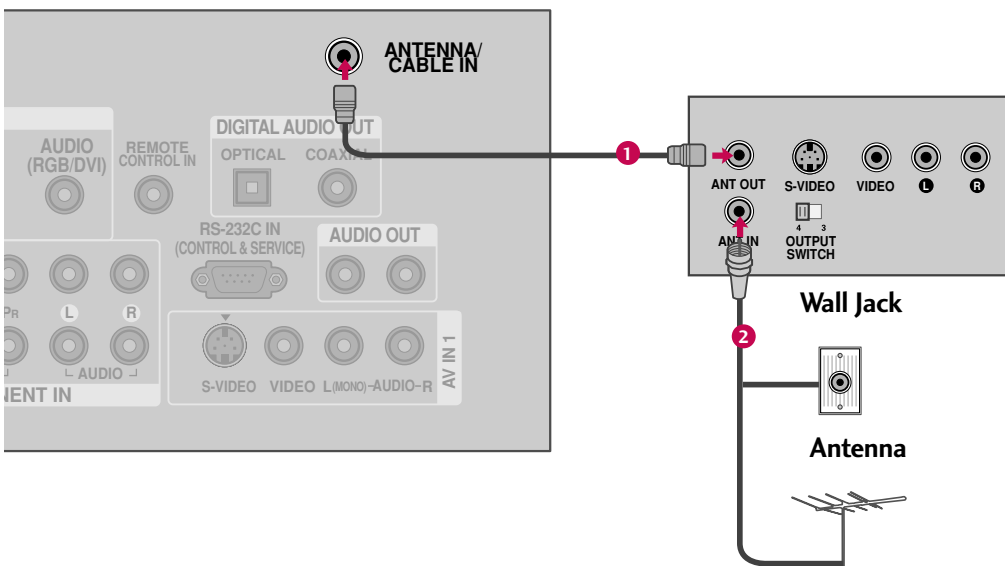 ANTENNA/
CABLE IN
DIGITAL AUDIO OUT
OPTICAL
COAXIAL
AUDIO
(RGB/DVI)
REMOTE
CONTROL IN
RS-232C IN
(CONTROL & SERVICE)
AUDIO OUT
PR
L
R
AUDIO
NENT IN
S-VIDEO
VIDEO
L(MONO)-AUDIO-R
AV IN 1
1
ANT OUT
S-VIDEO
VIDEO
L
R
ANT IN
4
3
OUTPUT
SWITCH
Wall Jack
2
Antenna